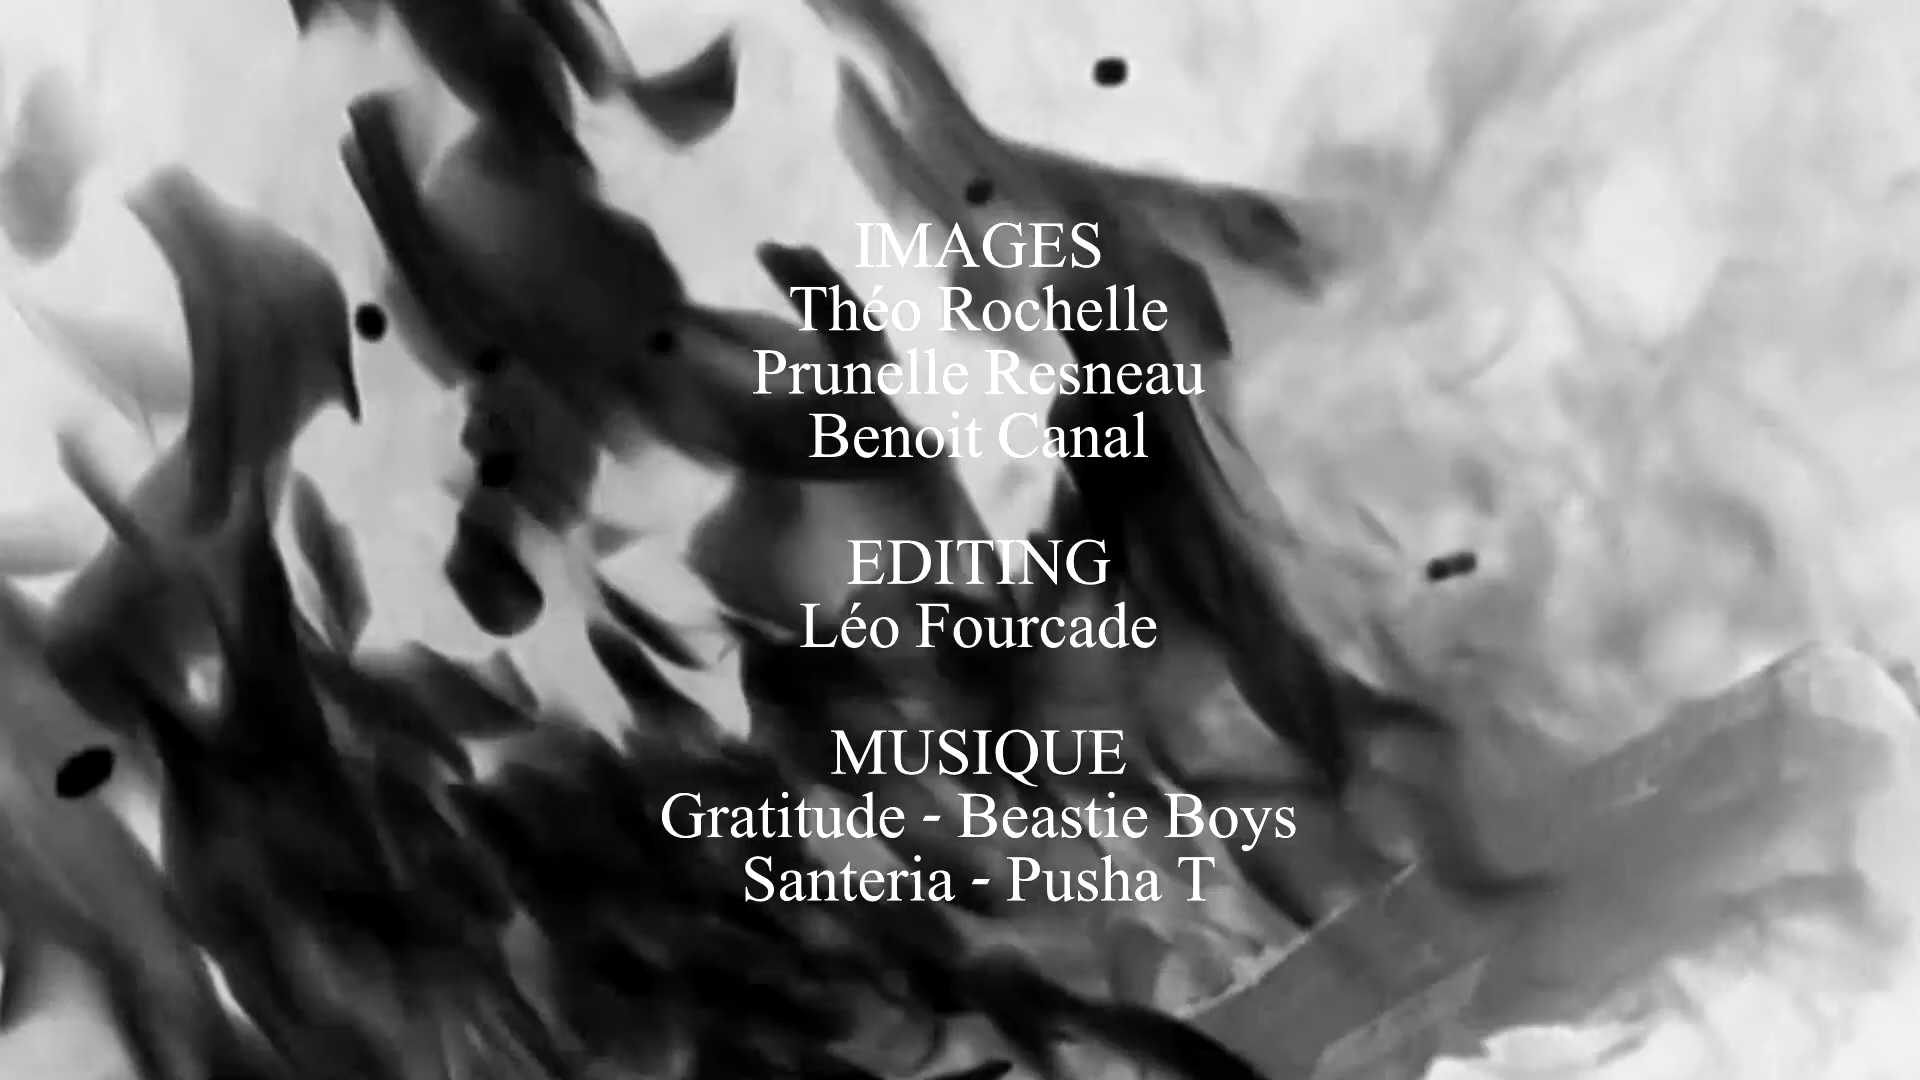 IMAGES
Théo Rochelle
Prunelle Resneau
Benoit Canal
EDITING
Léo Fourcade
MUSIQUE
Gratitude - Beastie Boys
Santeria - Pusha T